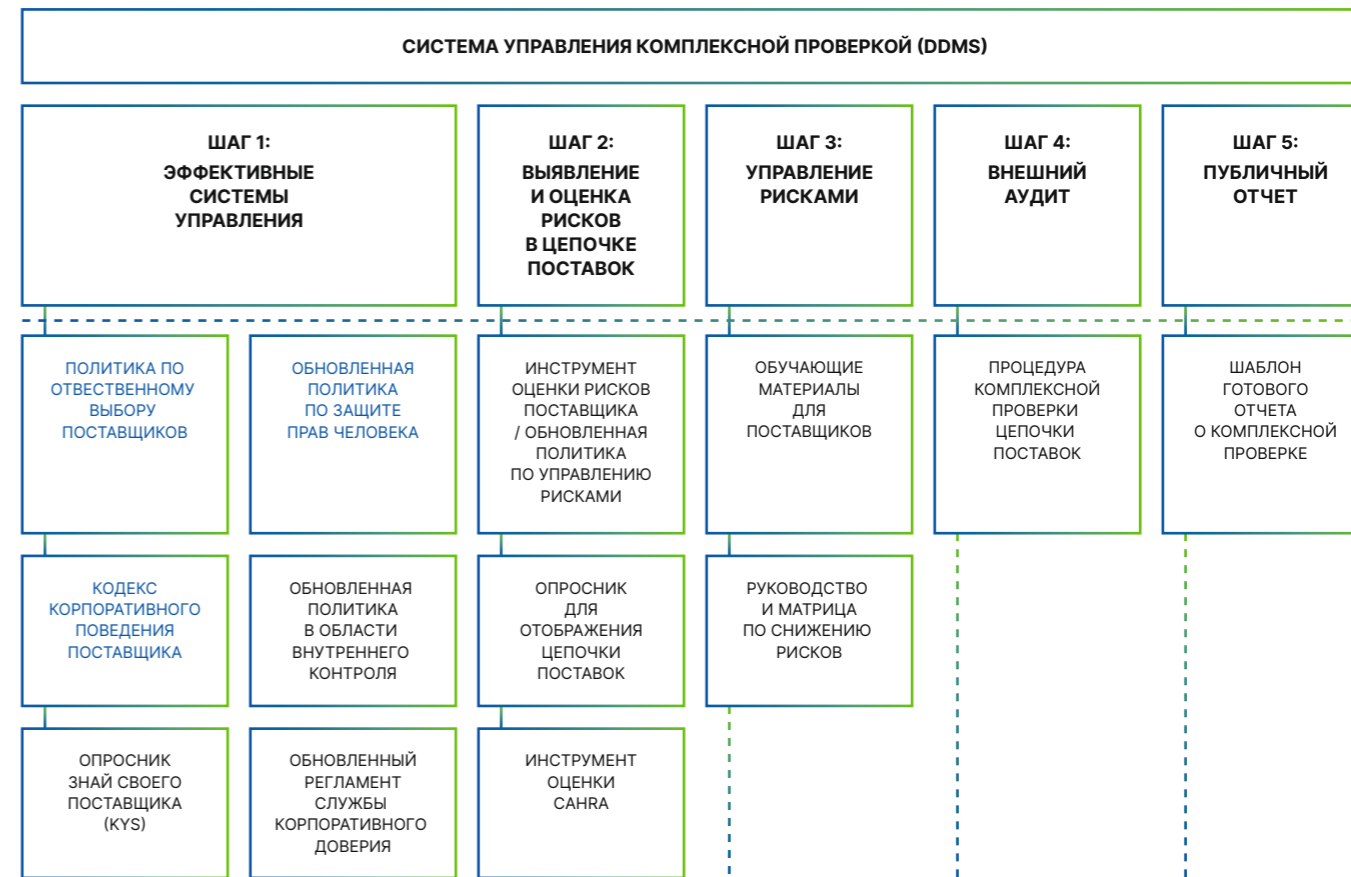 СИСТЕМА УПРАВЛЕНИЯ КОМПЛЕКСНОЙ ПРОВЕРКОЙ (DDMS)
ШАГ 1:
ЭФФЕКТИВНЫЕ
СИСТЕМЫ
УПРАВЛЕНИЯ
ШАГ 2:
ВЫЯВЛЕНИЕ
И ОЦЕНКА
РИСКОВ
В ЦЕПОЧКЕ
ПОСТАВОК
ШАГ 3:
УПРАВЛЕНИЕ
РИСКАМИ
ШАГ 4:
ВНЕШНИЙ
АУДИТ
ШАГ 5:
ПУБЛИЧНЫЙ
ОТЧЕТ
ПОЛИТИКА ПО
ОТВЕСТВЕННОМУ
ВЫБОРУ
ПОСТАВЩИКОВ
ОБНОВЛЕННАЯ
ПОЛИТИКА
ПО ЗАЩИТЕ
ПРАВ ЧЕЛОВЕКА
ИНСТРУМЕНТ
ОЦЕНКИ РИСКОВ
ПОСТАВЩИКА
/ ОБНОВЛЕННАЯ
ПОЛИТИКА
ПО УПРАВЛЕНИЮ
РИСКАМИ
ОБУЧАЮЩИЕ
МАТЕРИАЛЫ
ДЛЯ
ПОСТАВЩИКОВ
ПРОЦЕДУРА
КОМПЛЕКСНОЙ
ПРОВЕРКИ
ЦЕПОЧКИ
ПОСТАВОК
ШАБЛОН
ГОТОВОГО
ОТЧЕТА
О КОМПЛЕКСНОЙ
ПРОВЕРКЕ
КОДЕКС
КОРПОРАТИВНОГО
ПОВЕДЕНИЯ
ПОСТАВЩИКА
ОБНОВЛЕННАЯ
ПОЛИТИКА
В ОБЛАСТИ
ВНУТРЕННЕГО
КОНТРОЛЯ
ОПРОСНИК
ДЛЯ
ОТОБРАЖЕНИЯ
ЦЕПОЧКИ
ПОСТАВОК
РУКОВОДСТВО
И МАТРИЦА
ПО СНИЖЕНИЮ
РИСКОВ
ОПРОСНИК
ЗНАЙ СВОЕГО
ПОСТАВЩИКА
(KYS)
ОБНОВЛЕННЫЙ
РЕГЛАМЕНТ
СЛУЖБЫ
КОРПОРАТИВНОГО
ДОВЕРИЯ
ИНСТРУМЕНТ
ОЦЕНКИ
CAHRA